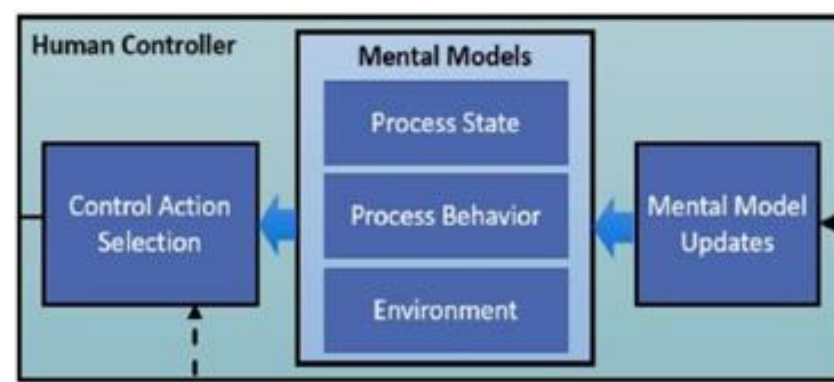 Human Controller
Mental Models
Process State
Process Behavior
Environment
Control Action
Selection
Mental Model
Updates